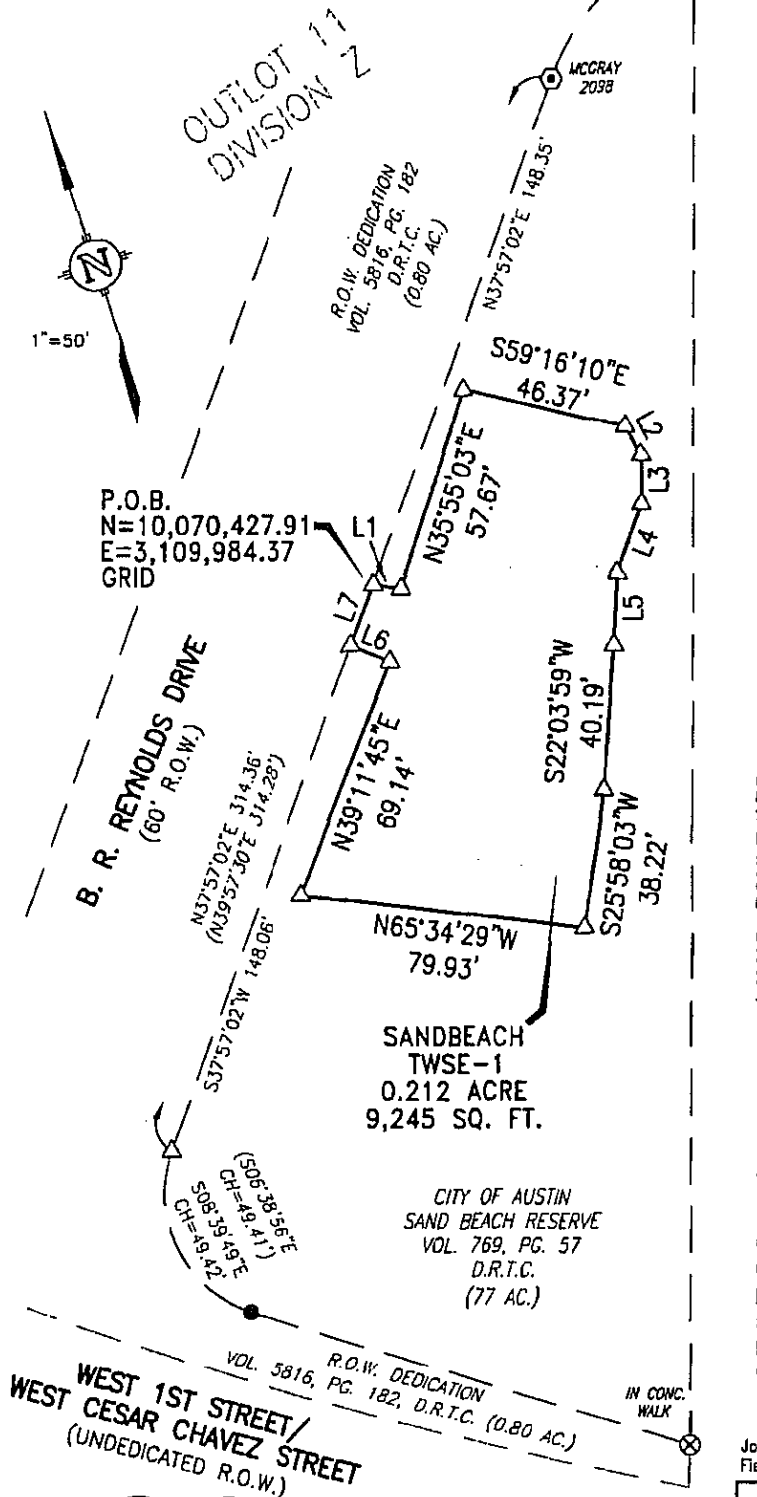 OUTLOT 11
DIVISION Z
MCGRAY
2098
N
1"=50'
R.O.W. DEDICATION
VOL. 5816, PG. 182
D.R.T.C.
(0.80 AC.)
N37°57'02"E 148.35'
S59°16'10"E
46.37'
L2
L3
L4
L5
N35°55'03"E
57.67'
P.O.B.
N=10,070,427.91
E=3,109,984.37
GRID
L1
L7
L6
B. R. REYNOLDS DRIVE
(60' R.O.W.)
N37°57'02"E 314.36'
(N39°57'30"E 314.28')
N39°11'45"E
69.14'
S22°03'59"W
40.19'
S25°58'03"W
38.22'
N65°34'29"W
79.93'
S37°57'02"W 148.06'
SANDBEACH
TWSE-1
0.212 ACRE
9,245 SQ. FT.
(S06°38'56"E
CH=49.41')
S08°39'49"E
CH=49.42'
CITY OF AUSTIN
SAND BEACH RESERVE
VOL. 769, PG. 57
D.R.T.C.
(77 AC.)
R.O.W. DEDICATION
VOL. 5816, PG. 182, D.R.T.C. (0.80 AC.)
IN CONC.
WALK
WEST 1ST STREET/
WEST CESAR CHAVEZ STREET
(UNDEDICATED R.O.W.)